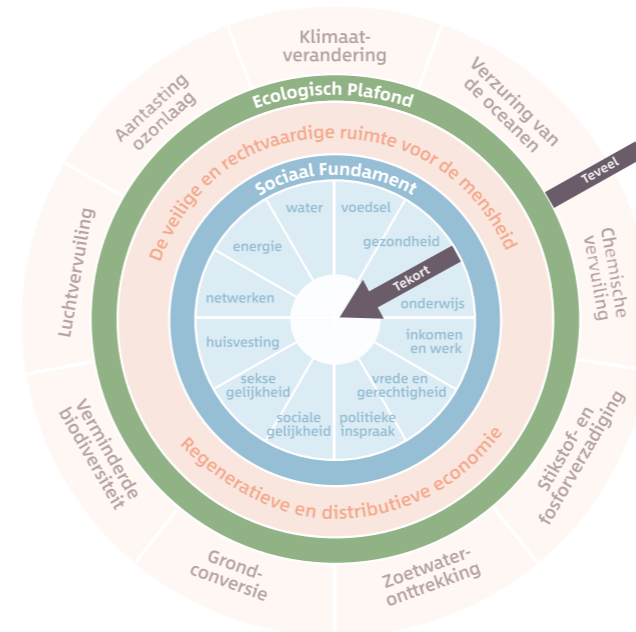 Klimaat-
verandering
Verzuring van
de oceanen
Chemische
vervuiling
Stikstof- en
fosforverzadiging
Zoetwater-
onttrekking
Grond-
conversie
Verminderde
biodiversiteit
Luchtvervuiling
Aantasting
ozonlaag
Teveel
Ecologisch Plafond
De veilige en rechtvaardige ruimte voor de mensheid
Sociaal Fundament
water
voedsel
gezondheid
onderwijs
inkomen
en werk
vrede en
gerechtigheid
politieke
inspraak
sociale
gelijkheid
sekse
gelijkheid
huisvesting
netwerken
energie
Tekort
Regeneratieve en distributieve economie